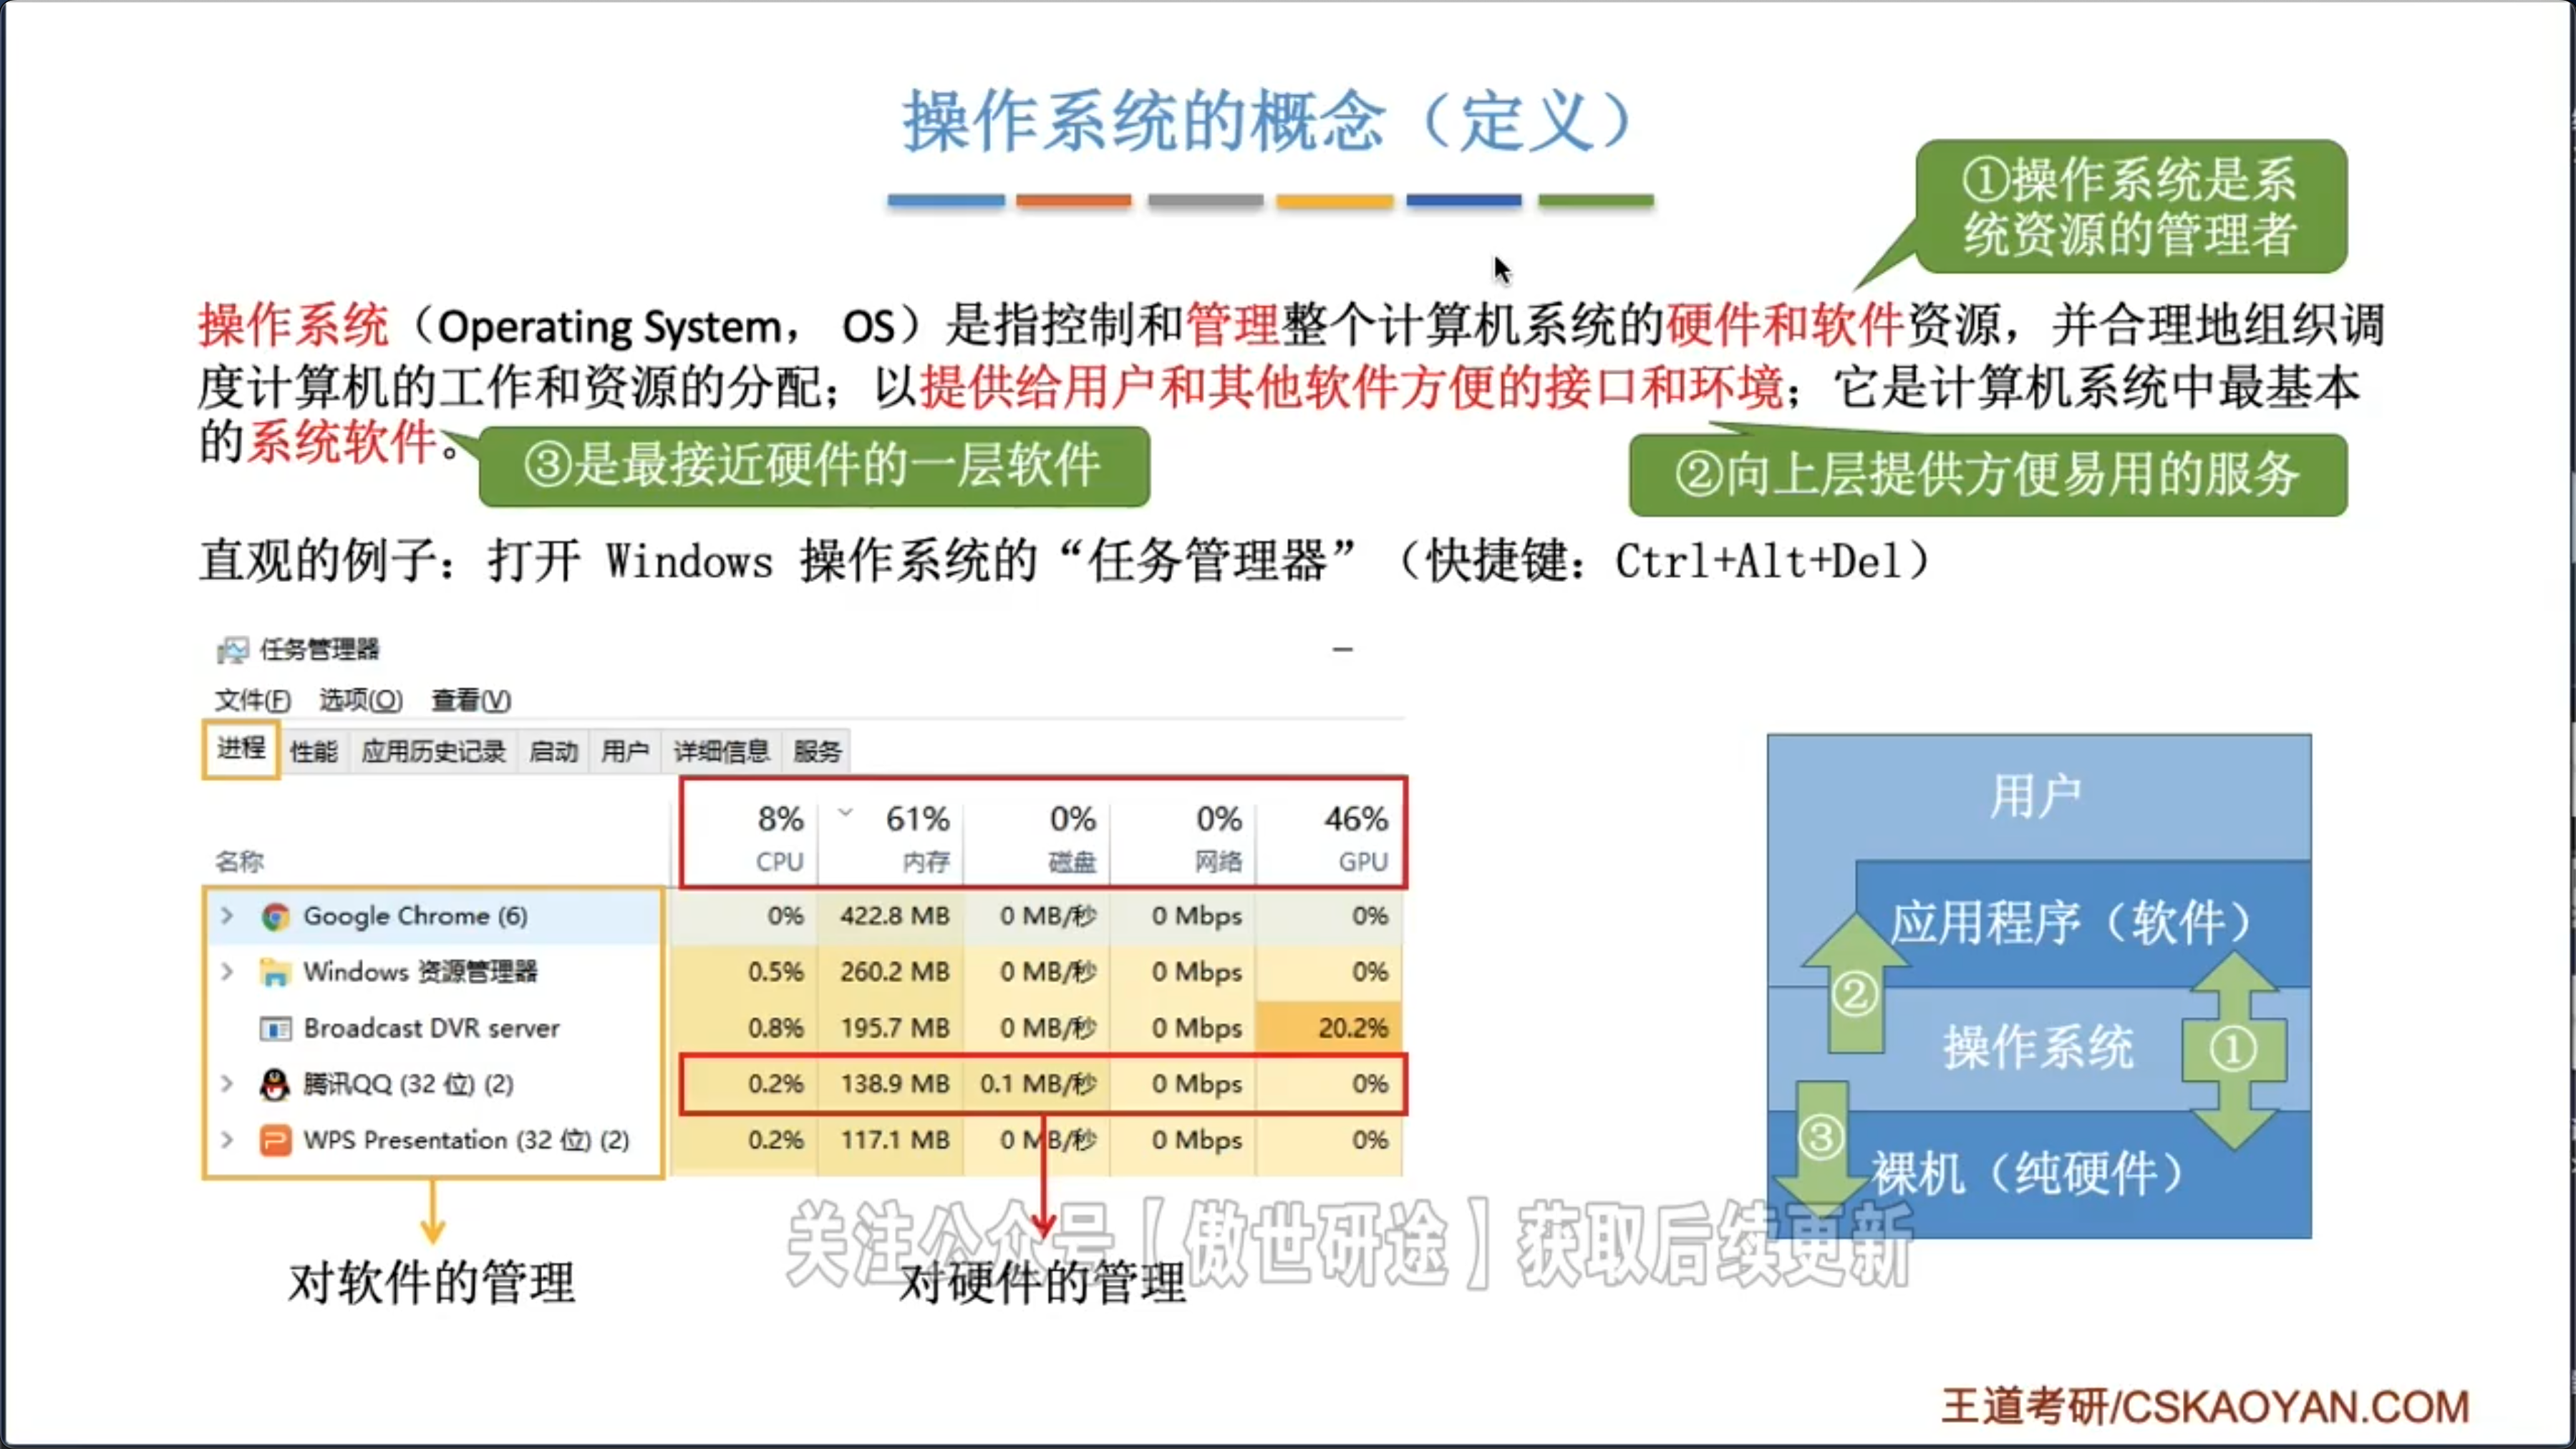 操作系统的概念（定义）
①操作系统是系
统资源的管理者
操作系统（Operating System， OS）是指控制和管理整个计算机系统的硬件和软件资源，并合理地组织调
度计算机的工作和资源的分配；以提供给用户和其他软件方便的接口和环境；它是计算机系统中最基本
的系统软件。
③是最接近硬件的一层软件
②向上层提供方便易用的服务
直观的例子：打开 Windows 操作系统的“任务管理器”（快捷键：Ctrl+Alt+Del）
任务管理器
文件(F) 选项(O) 查看(V)
进程 性能 应用历史记录 启动 用户 详细信息 服务
8% 61% 0% 0% 46%
名称 CPU 内存 磁盘 网络 GPU
Google Chrome (6) 0% 422.8 MB 0 MB/秒 0 Mbps 0%
Windows 资源管理器 0.5% 260.2 MB 0 MB/秒 0 Mbps 0%
Broadcast DVR server 0.8% 195.7 MB 0 MB/秒 0 Mbps 20.2%
腾讯QQ (32 位) (2) 0.2% 138.9 MB 0.1 MB/秒 0 Mbps 0%
WPS Presentation (32 位) (2) 0.2% 117.1 MB 0 MB/秒 0 Mbps 0%
对软件的管理
对硬件的管理
用户
应用程序（软件）
②
操作系统
①
③
裸机（纯硬件）
关注公众号【傲世研途】获取后续更新
王道考研/CSKAOYAN.COM